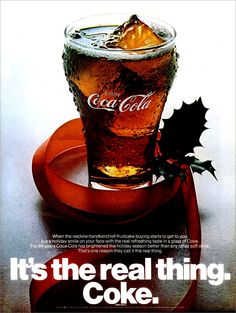 Enjoy
Coca-Cola
When the necktie-handkerchief-fruitcake buying starts to get to you,
put a holiday smile on your face with the real refreshing taste in a glass of Coke.
For 84 years Coca-Cola has brightened the holiday season better than any other soft drink.
That's one reason they call it the real thing.
It's the real thing.
Coke.